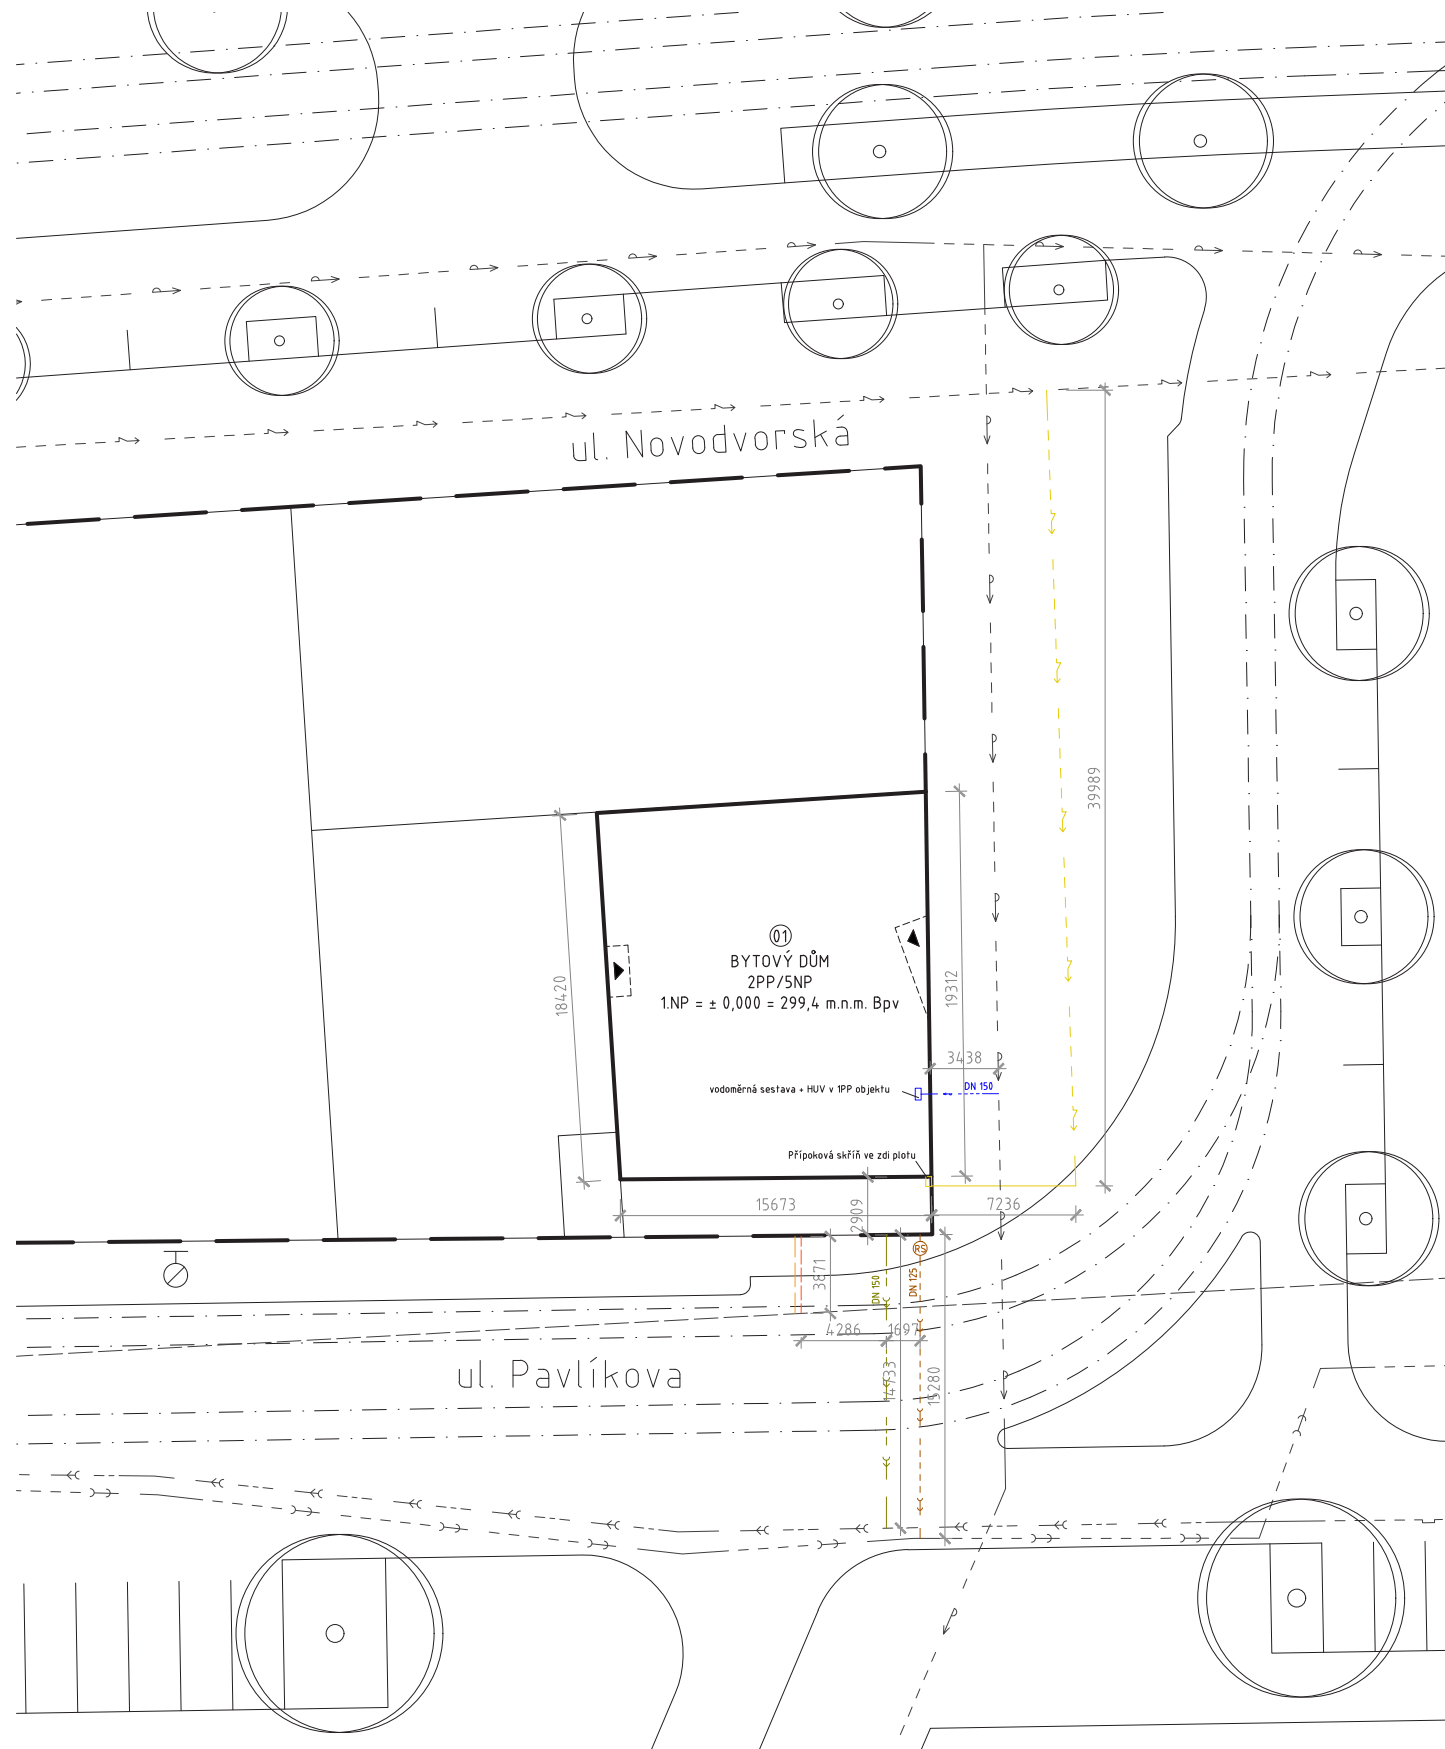 ul. Novodvorská
39989
01
BYTOVÝ DŮM
2PP/5NP
1.NP = ± 0,000 = 299,4 m.n.m. Bpv
18420
19312
3438
vodoměrná sestava + HUV v 1PP objektu
DN 150
Přípoková skříň ve zdi plotu
15673
2909
7236
RS
3871
DN 150
DN 125
4286
1697
14733
15280
ul. Pavlíkova